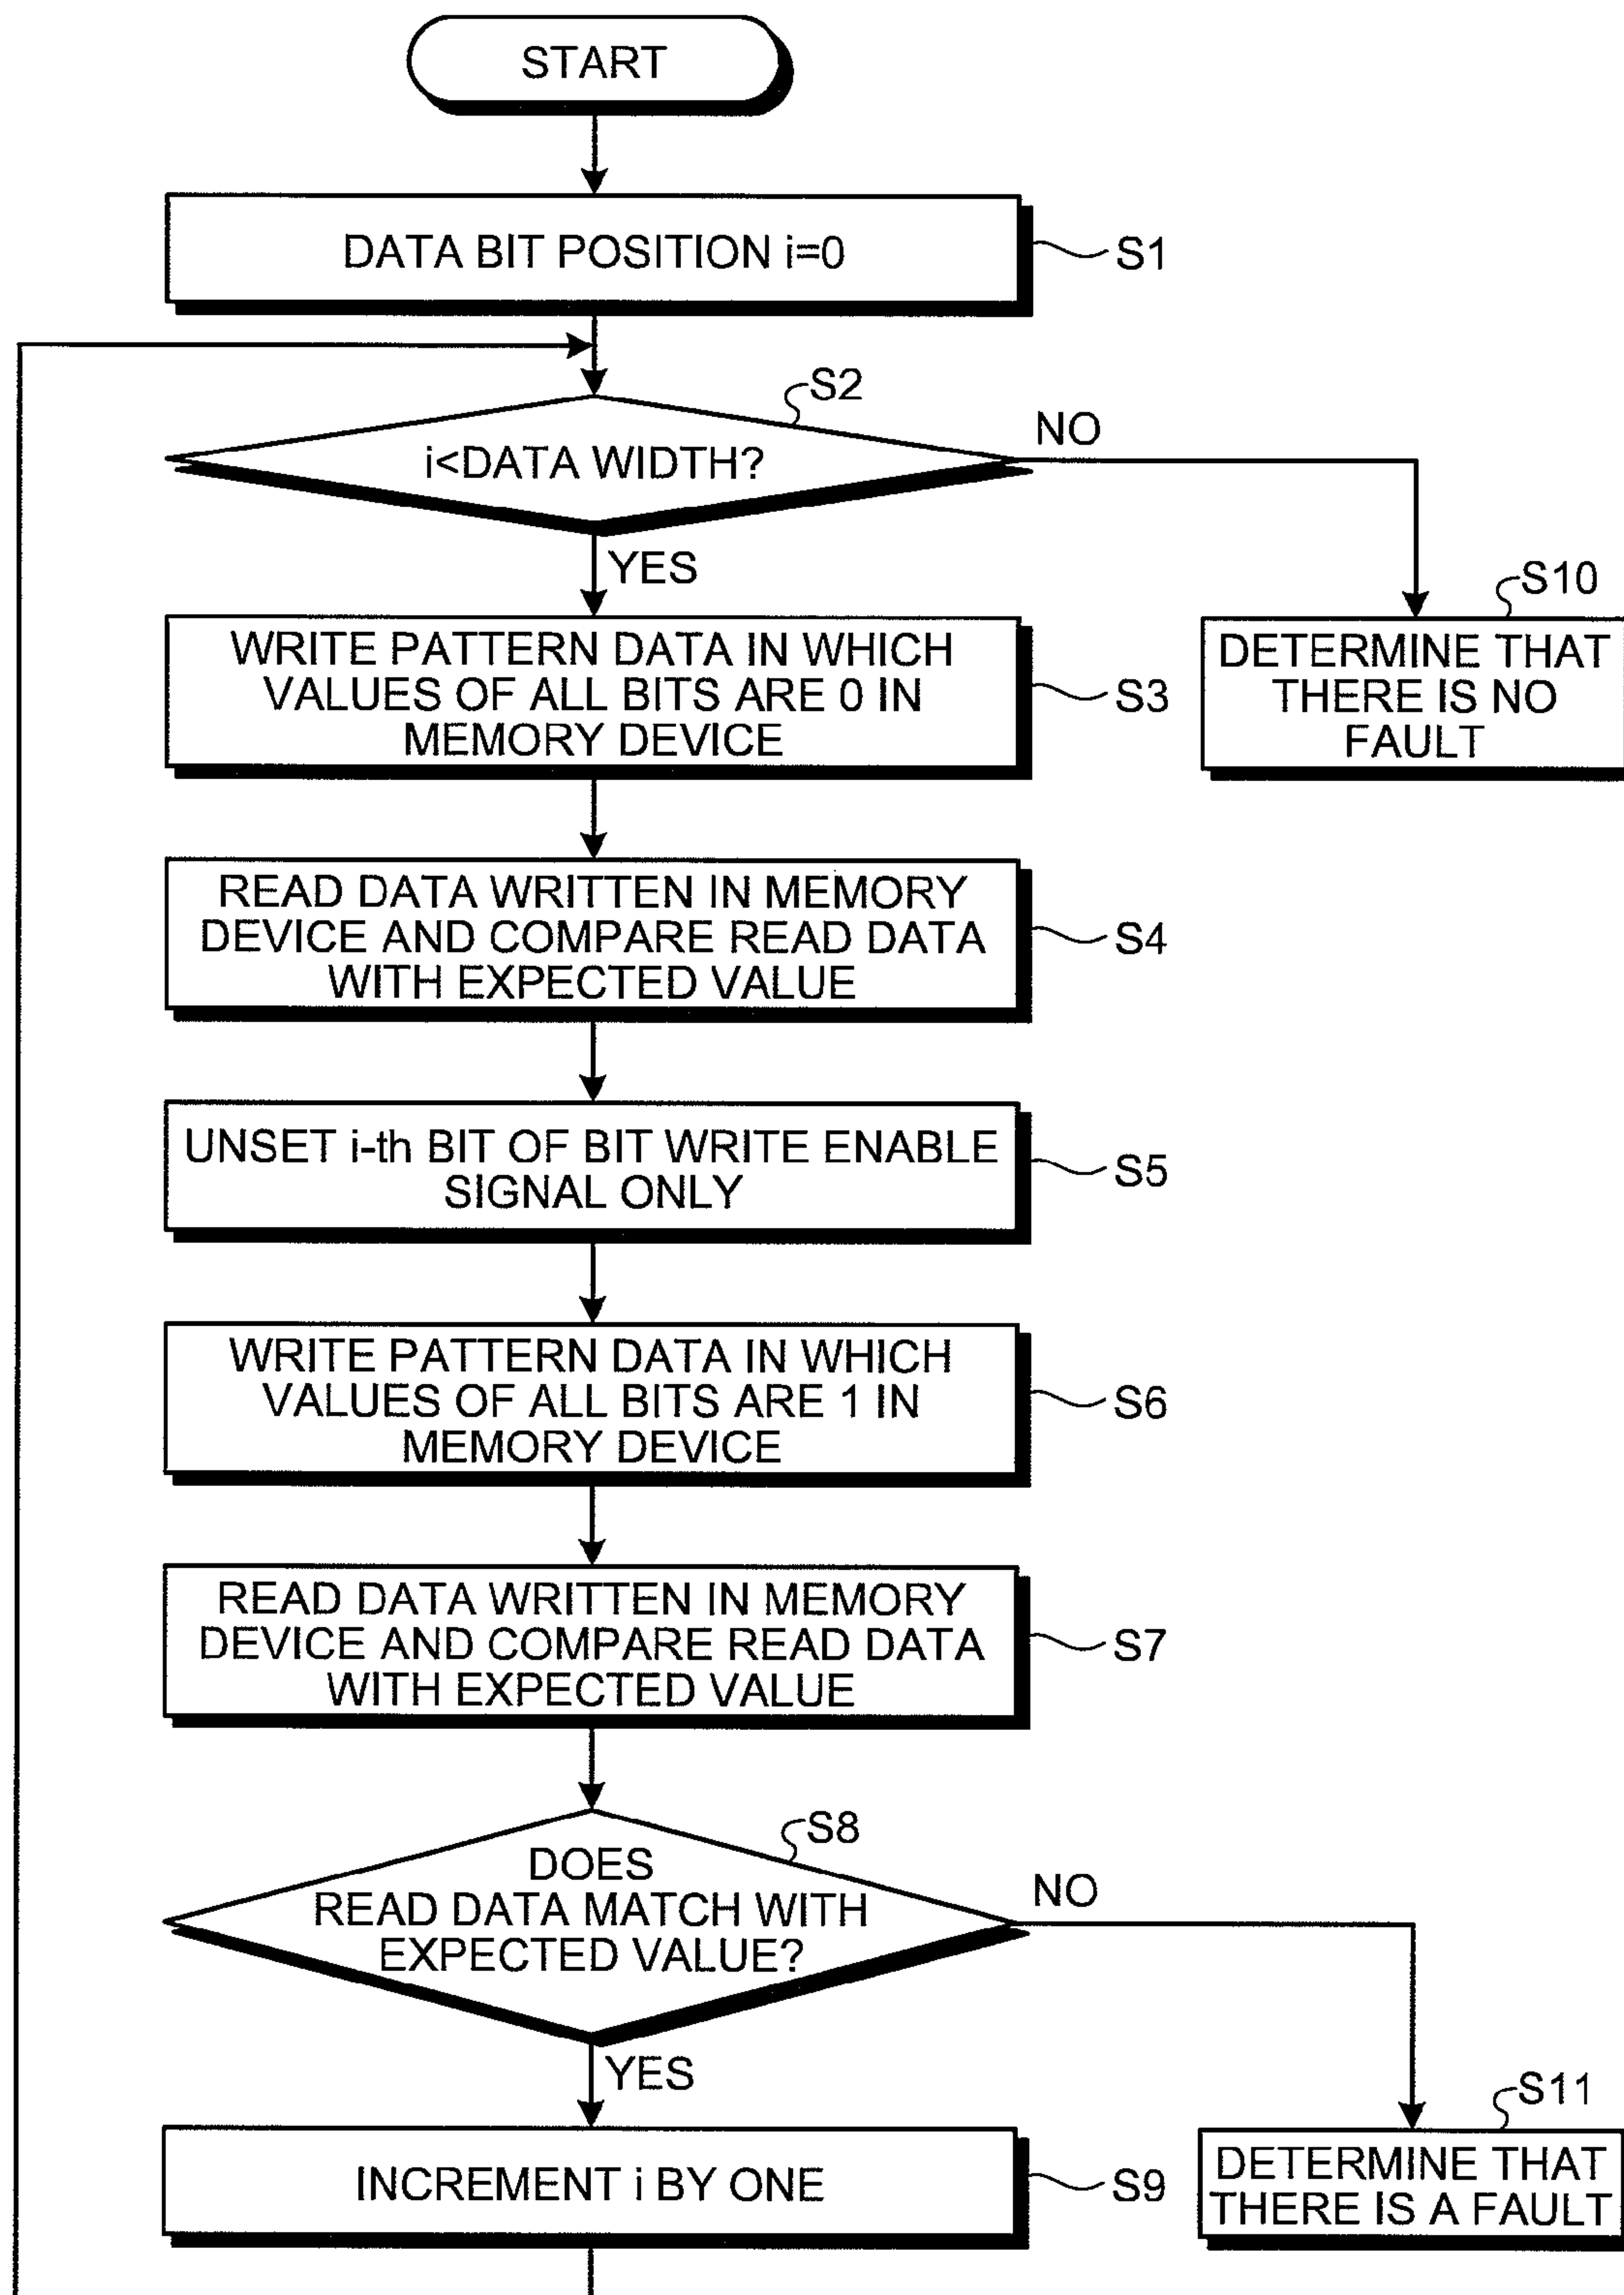 START
DATA BIT POSITION i=0
S1
S2
i<DATA WIDTH?
NO
YES
S10
WRITE PATTERN DATA IN WHICH
VALUES OF ALL BITS ARE 0 IN
MEMORY DEVICE
S3
DETERMINE THAT
THERE IS NO
FAULT
READ DATA WRITTEN IN MEMORY
DEVICE AND COMPARE READ DATA
WITH EXPECTED VALUE
S4
UNSET i-th BIT OF BIT WRITE ENABLE
SIGNAL ONLY
S5
WRITE PATTERN DATA IN WHICH
VALUES OF ALL BITS ARE 1 IN
MEMORY DEVICE
S6
READ DATA WRITTEN IN MEMORY
DEVICE AND COMPARE READ DATA
WITH EXPECTED VALUE
S7
S8
DOES
READ DATA MATCH WITH
EXPECTED VALUE?
NO
YES
S11
INCREMENT i BY ONE
S9
DETERMINE THAT
THERE IS A FAULT